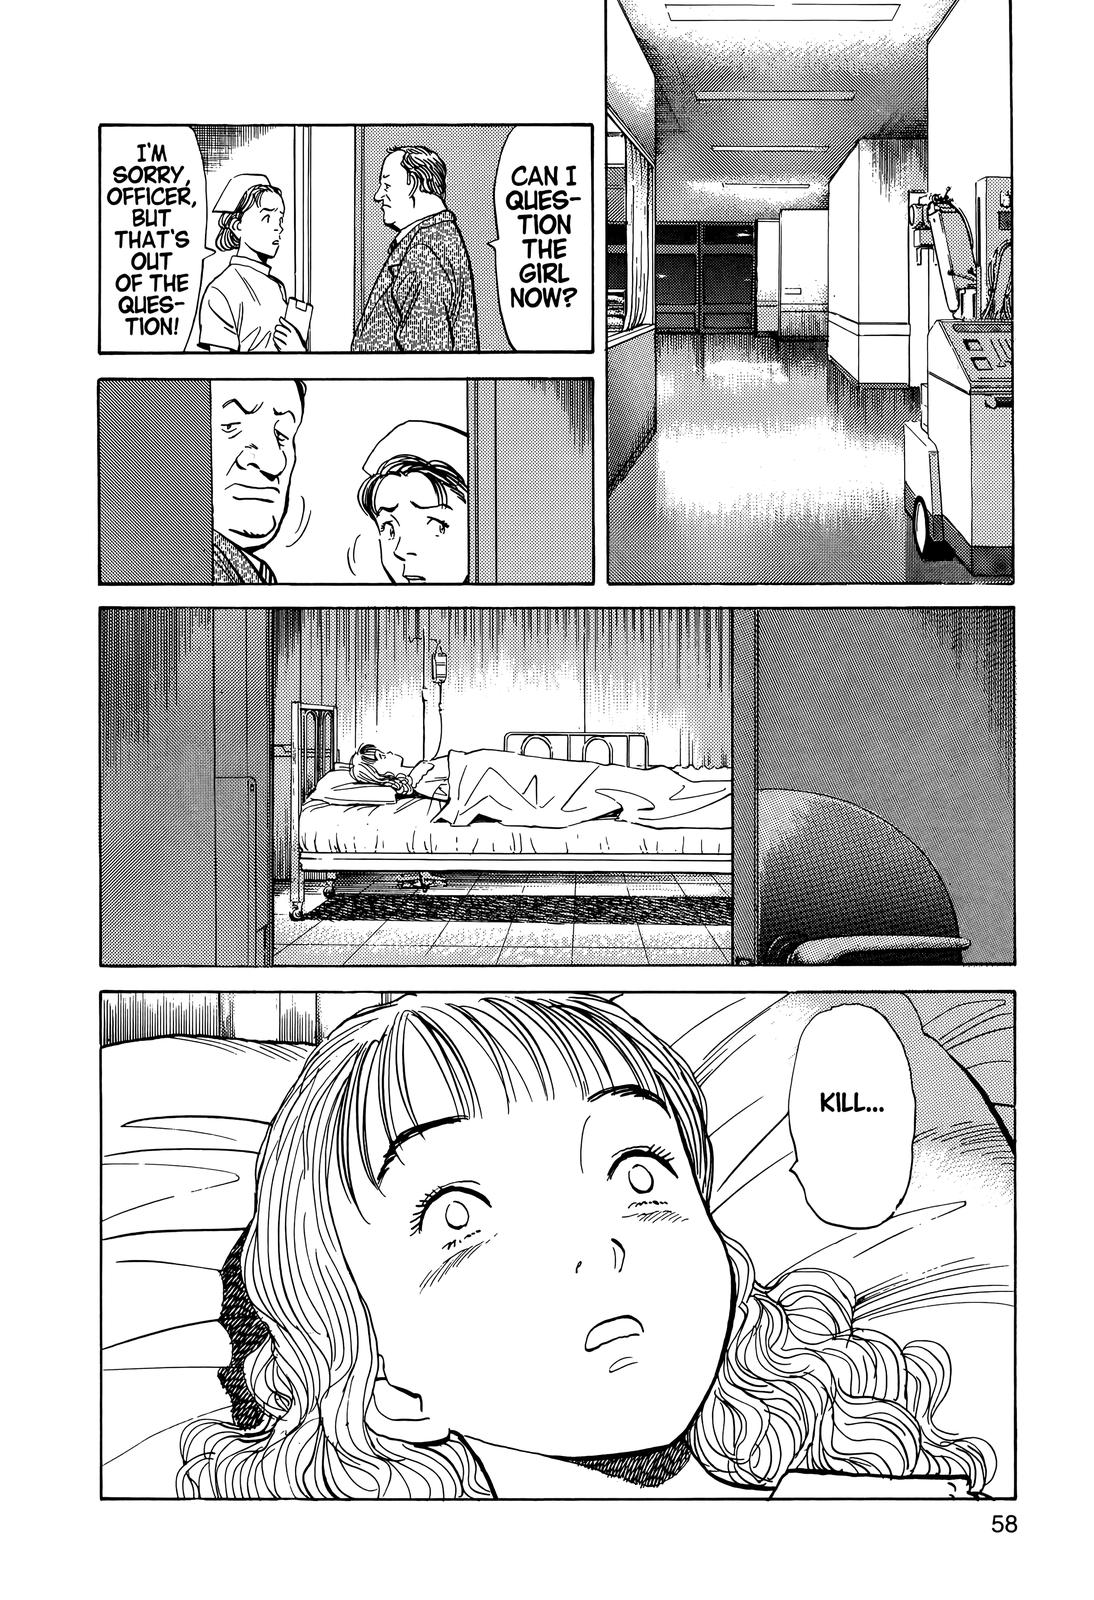 CAN I
QUES-
TION
THE
GIRL
NOW?
I'M
SORRY,
OFFICER,
BUT
THAT'S
OUT
OF THE
QUES-
TION!
KILL...
58